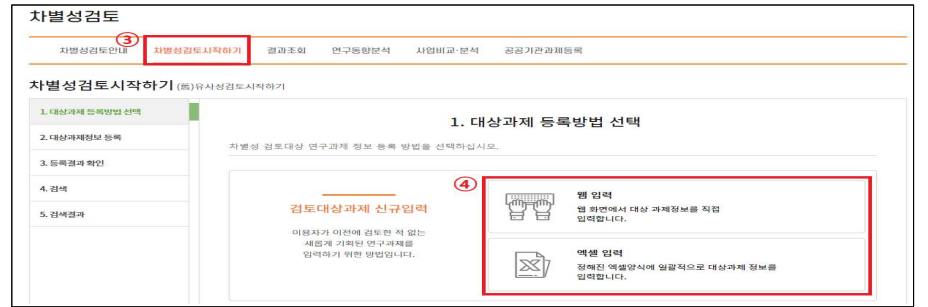 차별성검토
③
차별성검토안내 차별성검토시작하기 결과조회 연구동향분석 사업비교·분석 공공기관과제등록
차별성검토시작하기 (舊)유사성검토시작하기
1. 대상과제 등록방법 선택
2. 대상과제정보 등록
3. 등록결과 확인
4. 검색
5. 검색결과
1. 대상과제 등록방법 선택
차별성 검토대상 연구과제 정보 등록 방법을 선택하십시오.
④
검토대상과제 신규입력
이용자가 이전에 검토한 적 없는
새롭게 기획된 연구과제를
입력하기 위한 방법입니다.
웹 입력
웹 화면에서 대상 과제정보를 직접
입력합니다.
엑셀 입력
정해진 엑셀양식에 일괄적으로 대상과제 정보를
입력합니다.